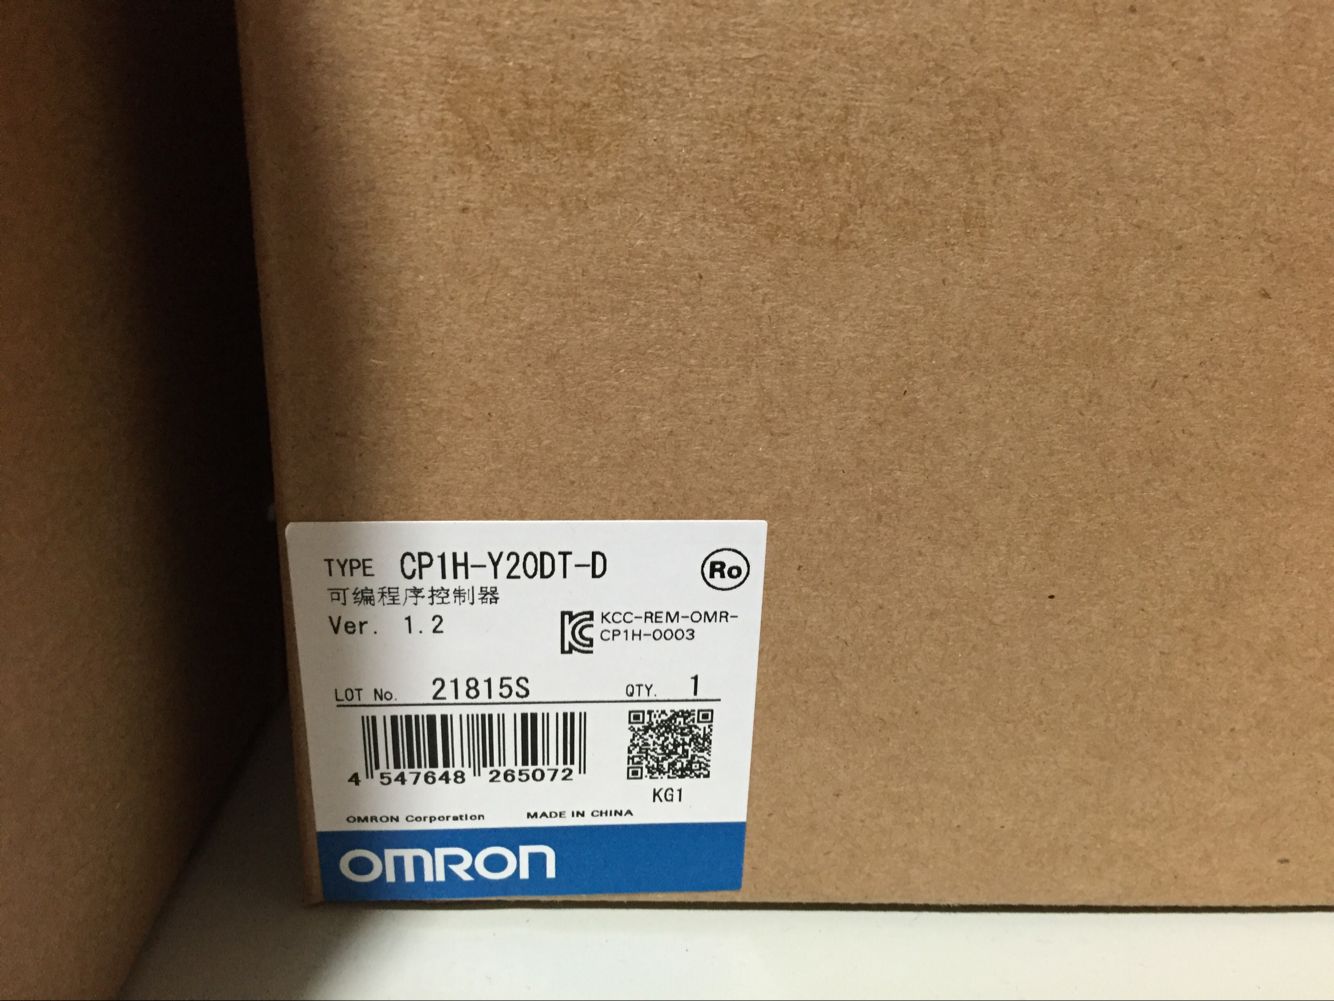 TYPE CP1H-Y20DT-D
Ro
可编程序控制器
Ver. 1.2
KCC-REM-OMR-
CP1H-0003
LOT No. 21815S QTY. 1
4 547648 265072
KG1
OMRON Corporation MADE IN CHINA
OMRON